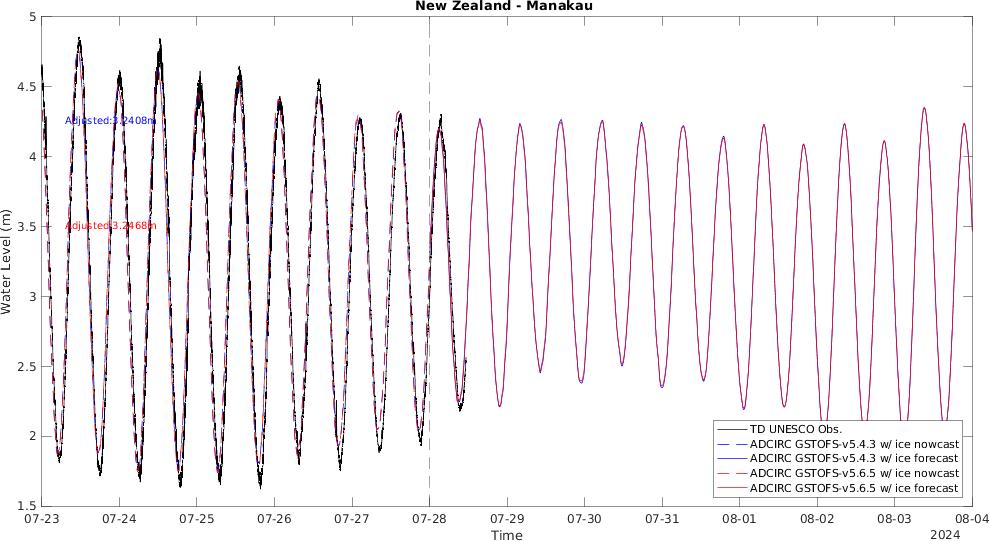 New Zealand - Manakau
5
4.5
4
3.5
3
2.5
2
1.5
Water Level (m)
Adjusted:3.2408m
Adjusted:3.2468m
TD UNESCO Obs.
ADCIRC GSTOFS-v5.4.3 w/ ice nowcast
ADCIRC GSTOFS-v5.4.3 w/ ice forecast
ADCIRC GSTOFS-v5.6.5 w/ ice nowcast
ADCIRC GSTOFS-v5.6.5 w/ ice forecast
07-23 07-24 07-25 07-26 07-27 07-28 07-29 07-30 07-31 08-01 08-02 08-03 08-04
Time
2024